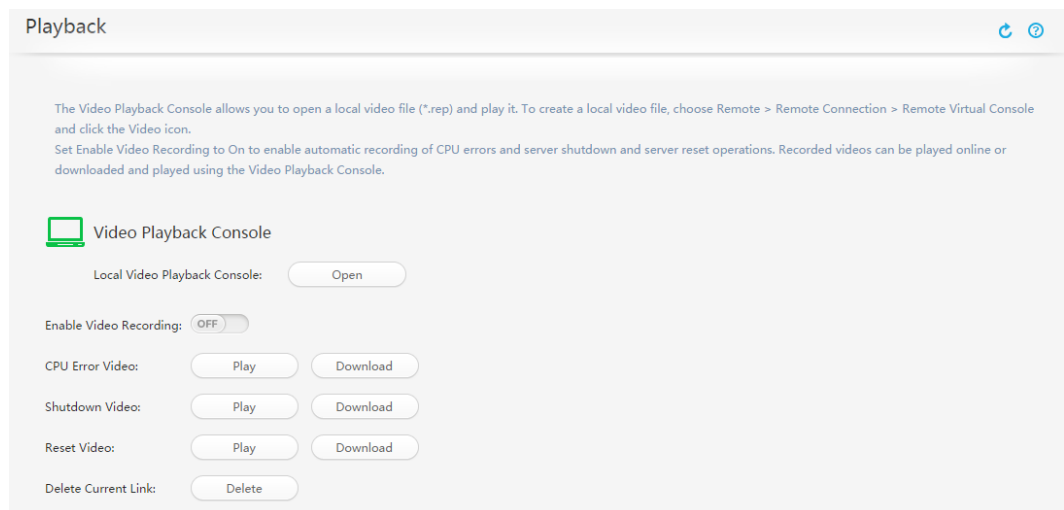 Playback
The Video Playback Console allows you to open a local video file (*.rep) and play it. To create a local video file, choose Remote > Remote Connection > Remote Virtual Console
and click the Video icon.
Set Enable Video Recording to On to enable automatic recording of CPU errors and server shutdown and server reset operations. Recorded videos can be played online or
downloaded and played using the Video Playback Console.
Video Playback Console
Local Video Playback Console: Open
Enable Video Recording: OFF
CPU Error Video: Play Download
Shutdown Video: Play Download
Reset Video: Play Download
Delete Current Link: Delete